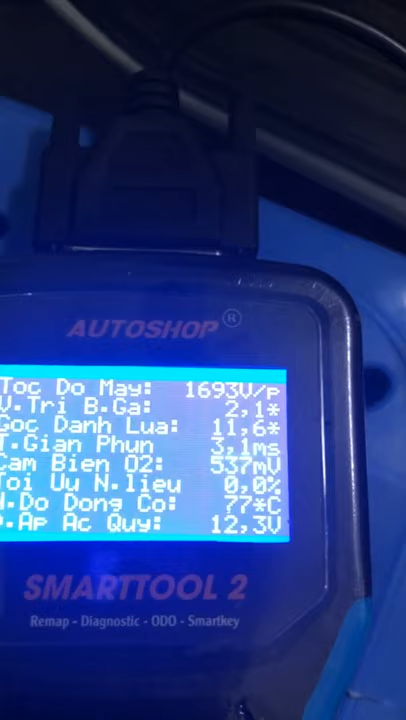 AUTOSHOP®
Toc Do May: 1693V/p
V.Tri B.Ga: 2,1*
Goc Danh Lua: 11,6*
T.Gian Phun 3,1ms
Cam Bien O2: 537mV
Toi Uu N.lieu 0,0%
N.Do Dong Co: 77*C
D.Ap Ac Quy: 12,3V
SMARTTOOL 2
Remap - Diagnostic - ODO - Smartkey